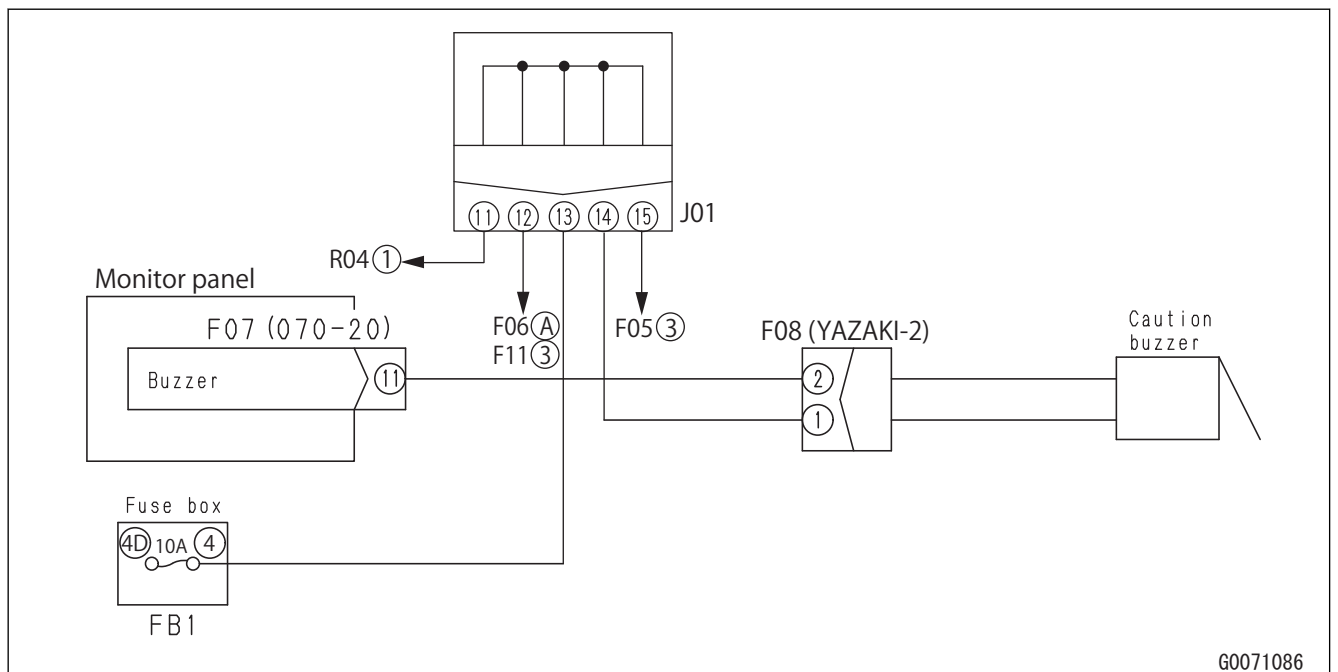 ⑪ ⑫ ⑬ ⑭ ⑮ J01
R04①
Monitor panel
F07 (070-20)
Buzzer ⑪
F06Ⓐ
F11③
F05③
F08 (YAZAKI-2)
②
①
Caution
buzzer
Fuse box
4D 10A ④
FB1
G0071086